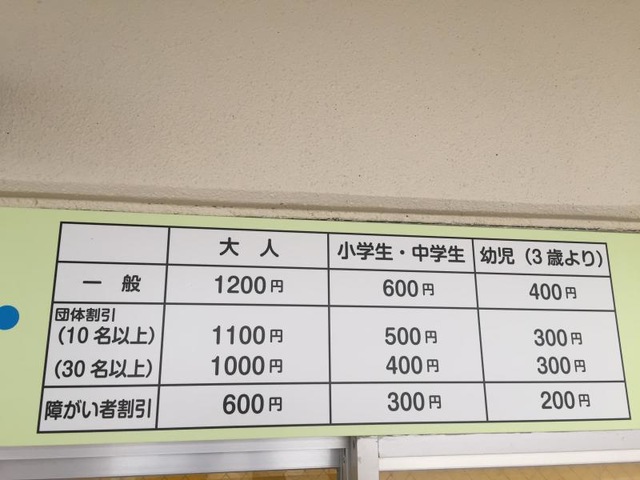 大人 小学生・中学生 幼児（3歳より）
一般 1200円 600円 400円
団体割引
（10名以上） 1100円 500円 300円
（30名以上） 1000円 400円 300円
障がい者割引 600円 300円 200円